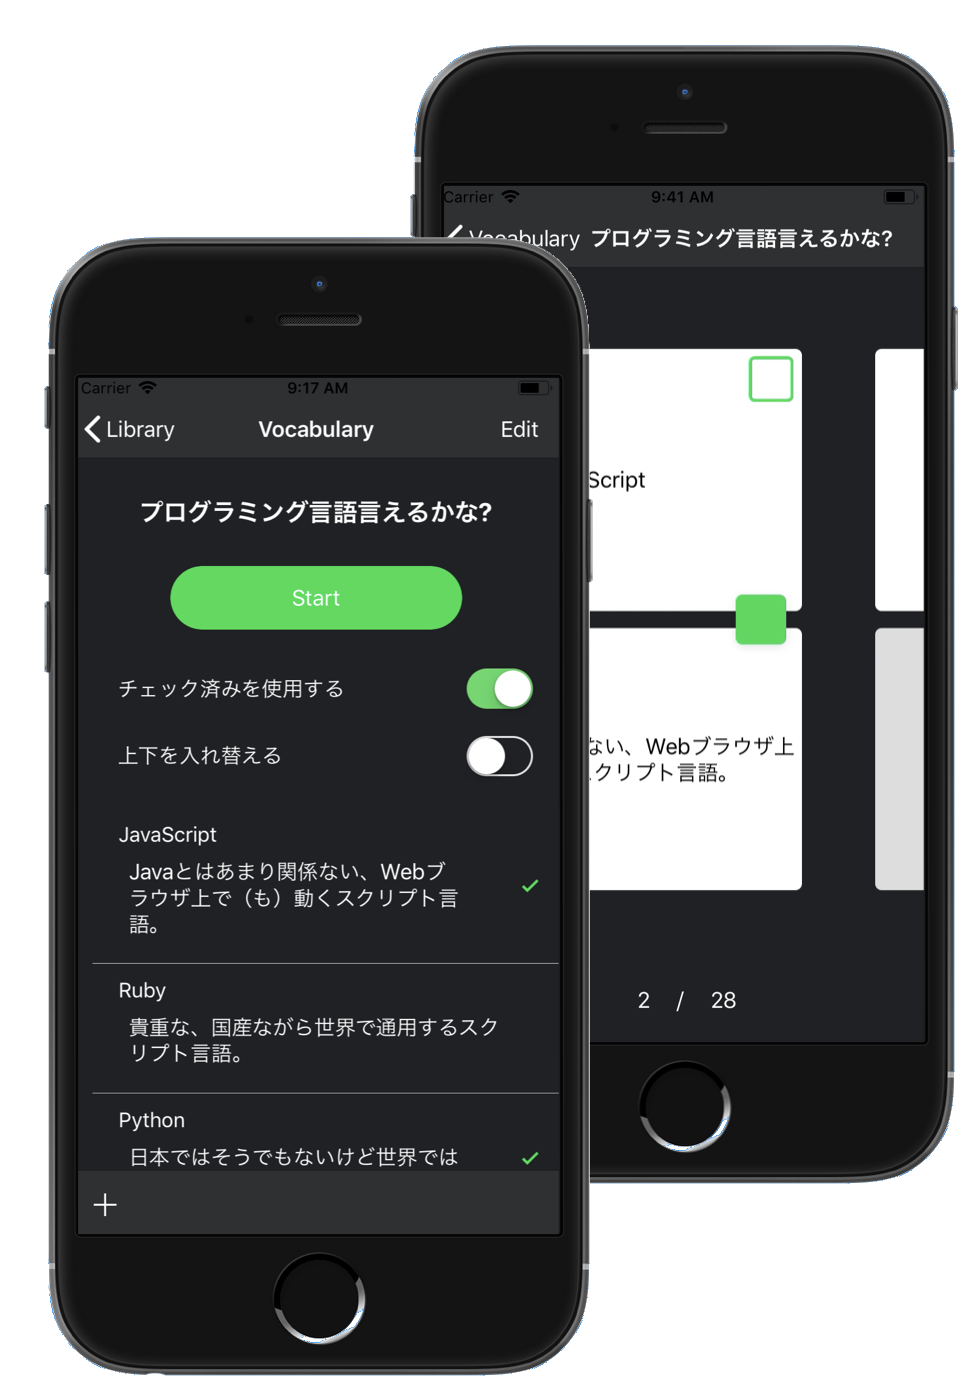 Carrier
9:41 AM
Vocabulary プログラミング言語言えるかな?
Script
ない、Webブラウザ上
スクリプト言語。
2 / 28
Carrier
9:17 AM
Library
Vocabulary
Edit
プログラミング言語言えるかな?
Start
チェック済みを使用する
上下を入れ替える
JavaScript
Javaとはあまり関係ない、Webブ
ラウザ上で（も）動くスクリプト言
語。
Ruby
貴重な、国産ながら世界で通用するスク
リプト言語。
Python
日本ではそうでもないけど世界では